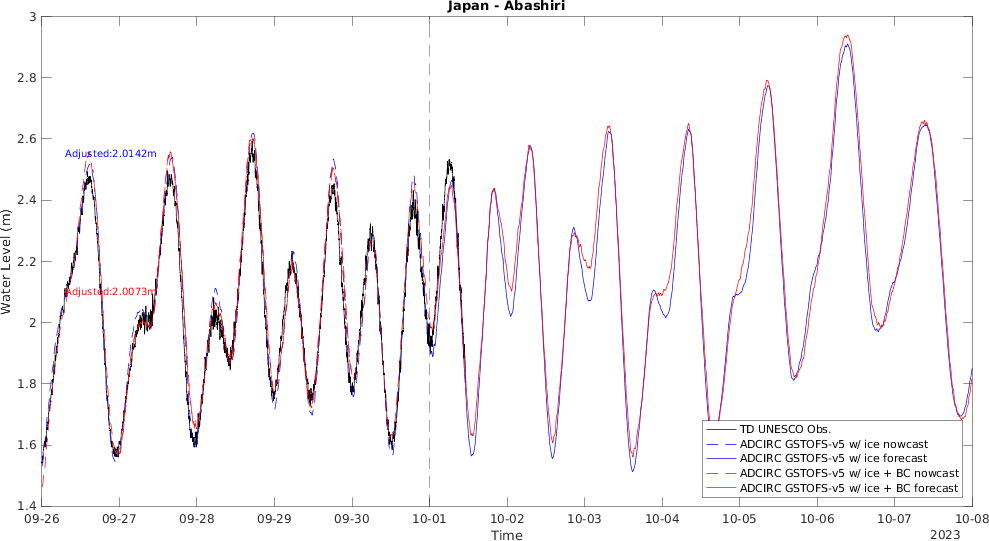 Japan - Abashiri
3
2.8
2.6
2.4
2.2
2
1.8
1.6
1.4
Water Level (m)
Adjusted:2.0142m
Adjusted:2.0073m
TD UNESCO Obs.
ADCIRC GSTOFS-v5 w/ ice nowcast
ADCIRC GSTOFS-v5 w/ ice forecast
ADCIRC GSTOFS-v5 w/ ice + BC nowcast
ADCIRC GSTOFS-v5 w/ ice + BC forecast
09-26 09-27 09-28 09-29 09-30 10-01 10-02 10-03 10-04 10-05 10-06 10-07 10-08
Time
2023